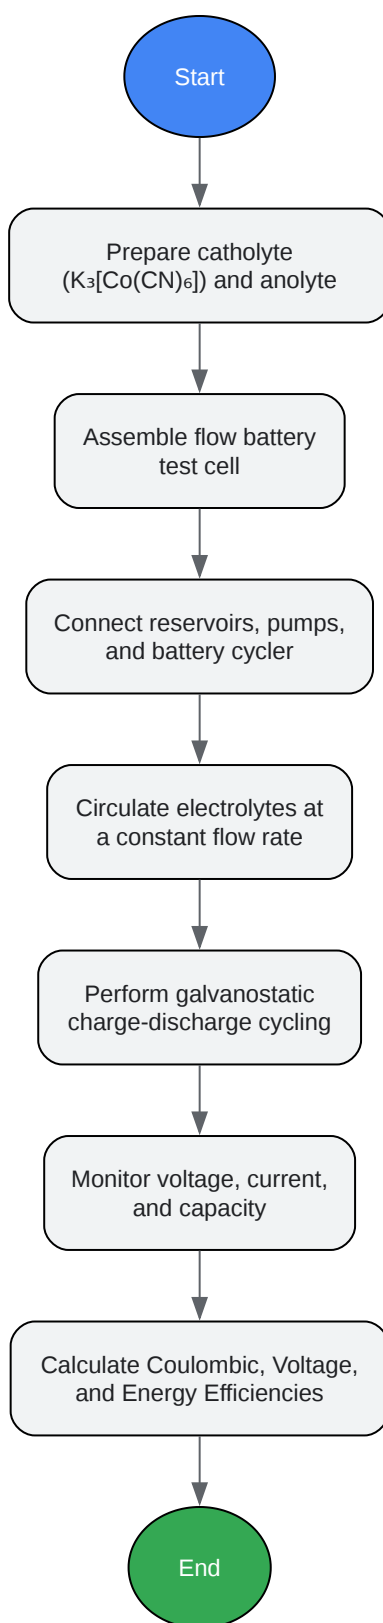 Start
Prepare catholyte
(K₃[Co(CN)₆]) and anolyte
Assemble flow battery
test cell
Connect reservoirs, pumps,
and battery cycler
Circulate electrolytes at
a constant flow rate
Perform galvanostatic
charge-discharge cycling
Monitor voltage, current,
and capacity
Calculate Coulombic, Voltage,
and Energy Efficiencies
End